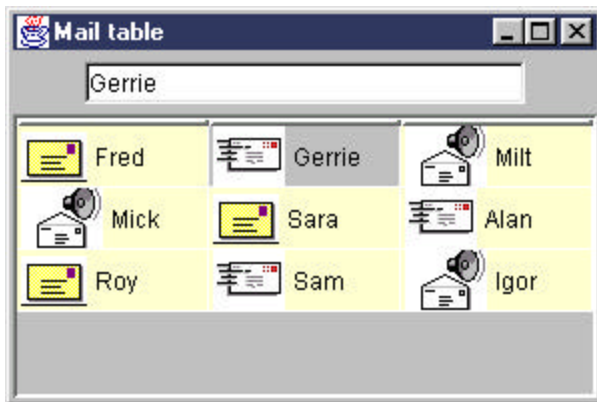 Mail table
Gerrie
Fred Gerrie Milt
Mick Sara Alan
Roy Sam Igor